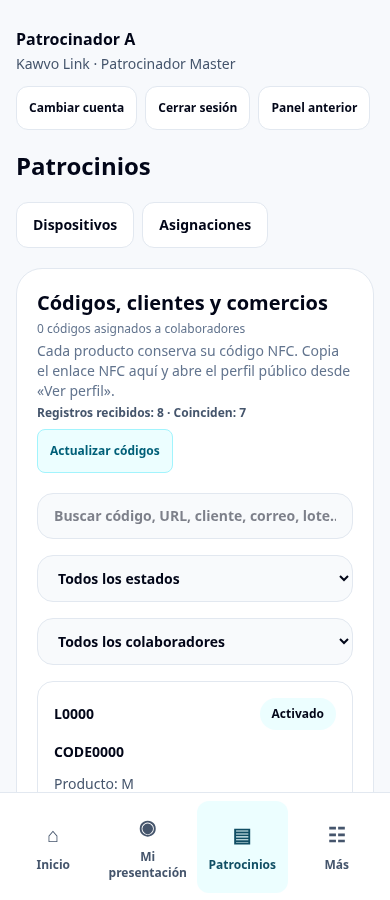 Patrocinador A
Kawvo Link · Patrocinador Master
Cambiar cuenta
Cerrar sesión
Panel anterior
Patrocinios
Dispositivos
Asignaciones
Códigos, clientes y comercios
0 códigos asignados a colaboradores
Cada producto conserva su código NFC. Copia
el enlace NFC aquí y abre el perfil público desde
«Ver perfil».
Registros recibidos: 8 · Coinciden: 7
Actualizar códigos
Buscar código, URL, cliente, correo, lote..
Todos los estados
Todos los colaboradores
L0000
Activado
CODE0000
Producto: M
Inicio
Mi
presentación
Patrocinios
Más